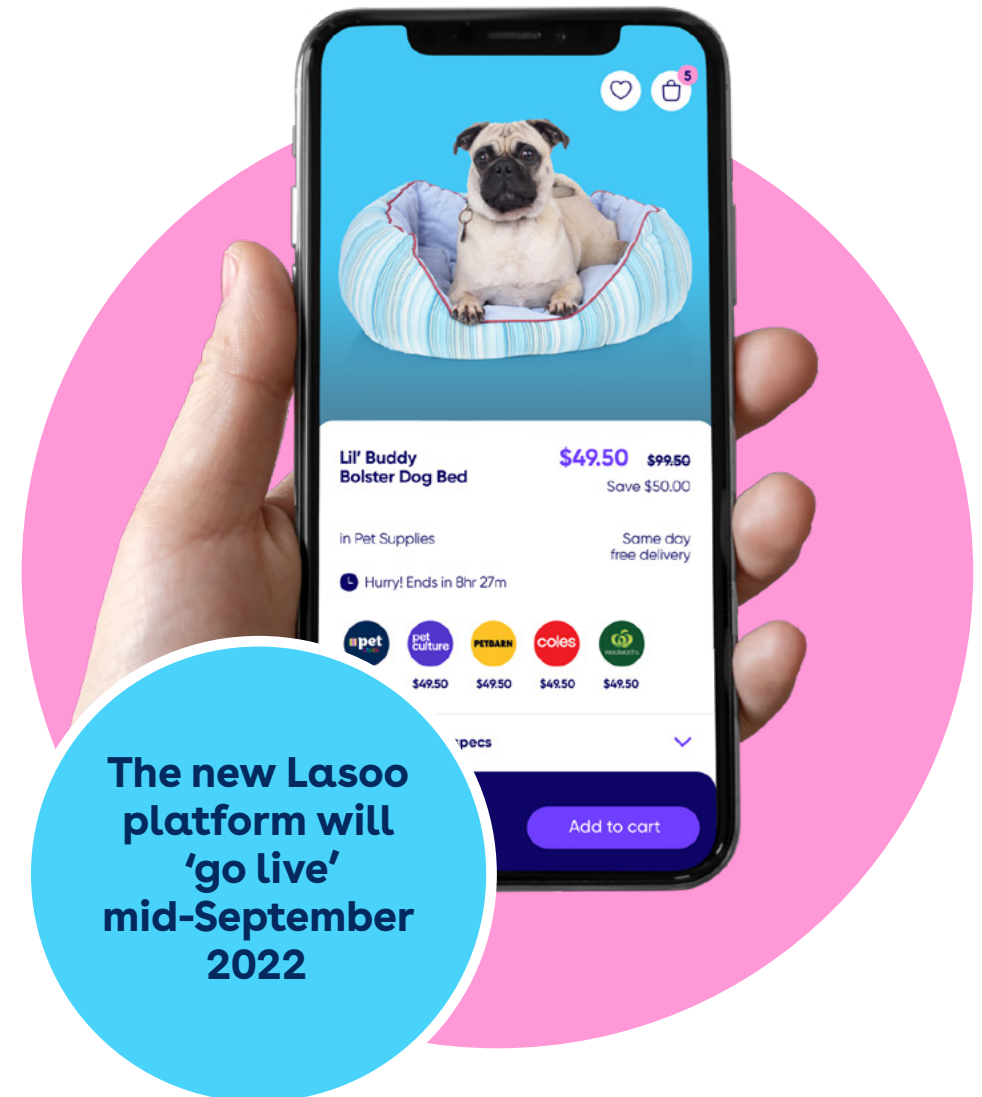 5
Lil' Buddy
Bolster Dog Bed
$49.50 $99.50
Save $50.00
in Pet Supplies
Same day
free delivery
Hurry! Ends in 8hr 27m
pet
pet
culture
PETBARN
coles
woolworths
$49.50 $49.50 $49.50 $49.50
pecs
Add to cart
The new Lasoo
platform will
‘go live’
mid-September
2022